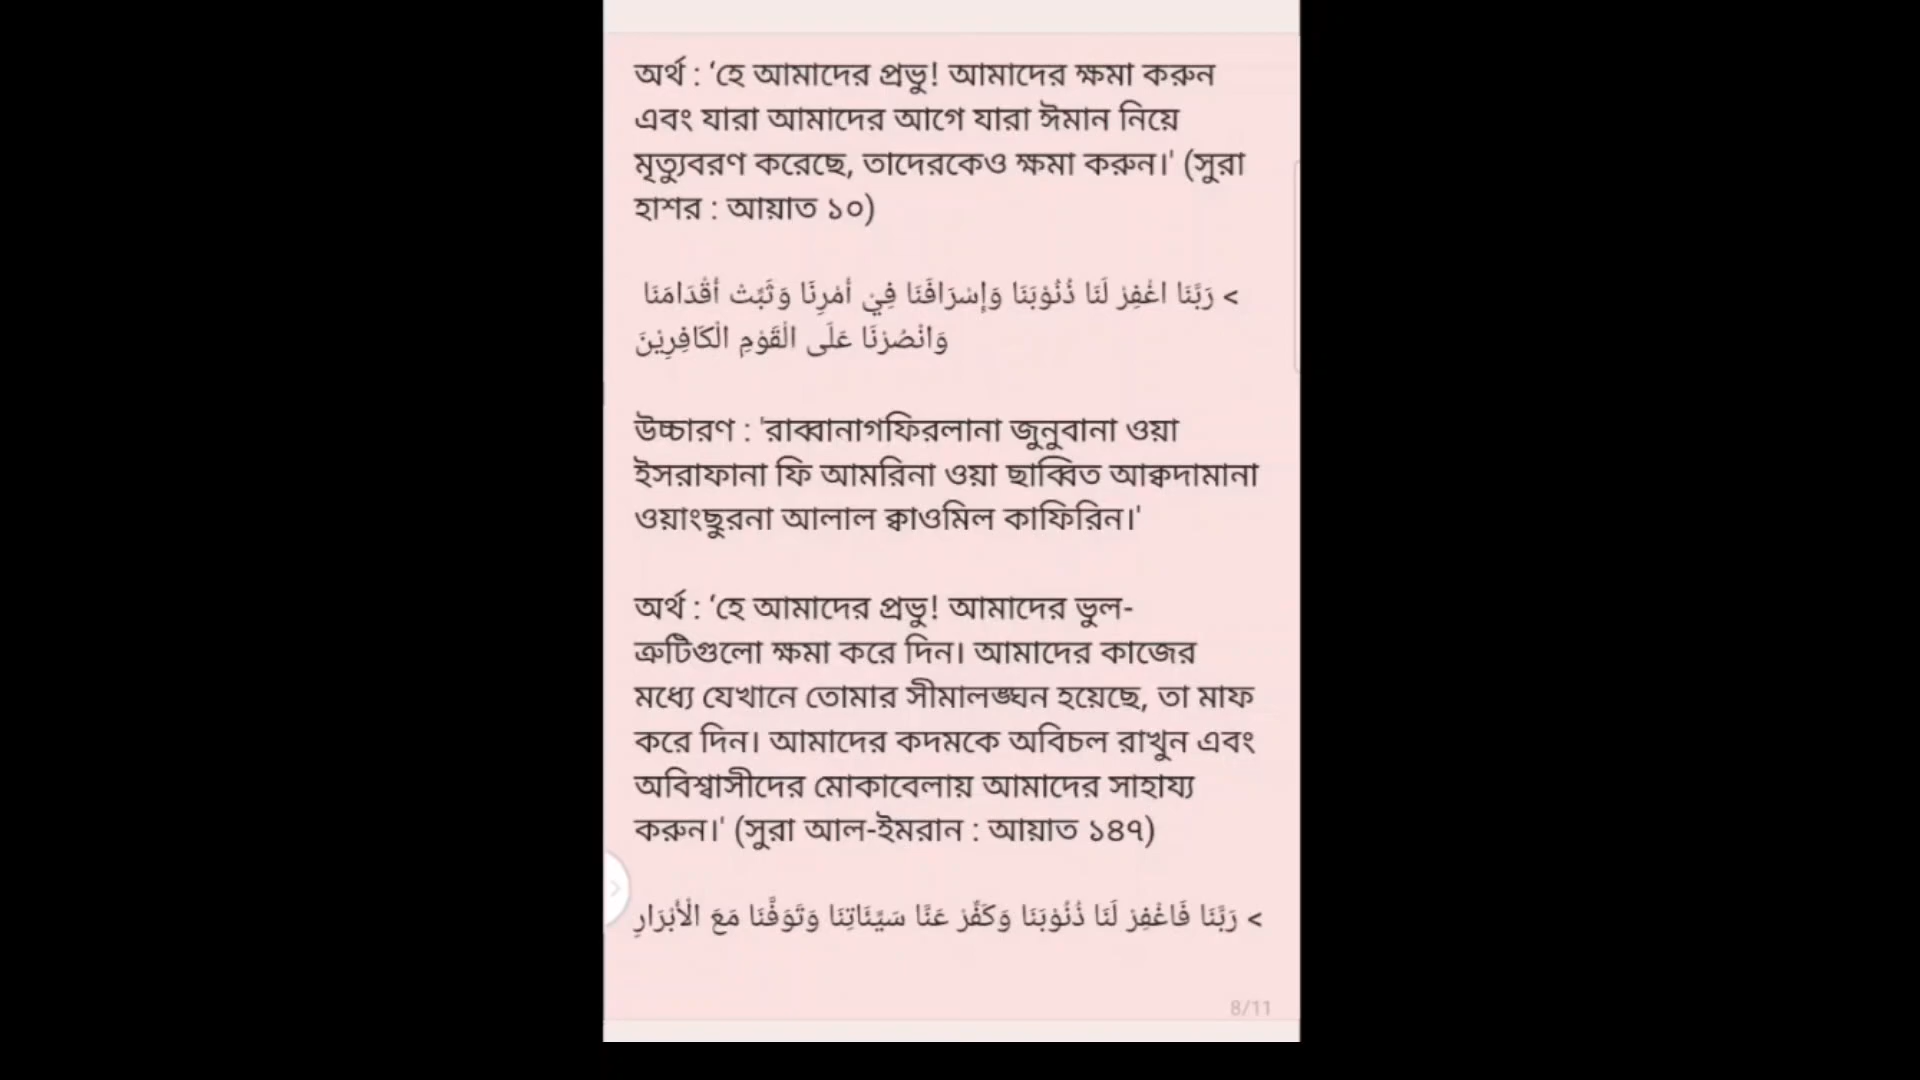 অর্থ : ‘হে আমাদের প্রভু! আমাদের ক্ষমা করুন
এবং যারা আমাদের আগে যারা ঈমান নিয়ে
মৃত্যুবরণ করেছে, তাদেরকেও ক্ষমা করুন।' (সুরা
হাশর : আয়াত ১০)
> رَبَّنَا اغْفِرْ لَنَا ذُنُوْبَنَا وَإِسْرَافَنَا فِيْ أَمْرِنَا وَثَبِّتْ أَقْدَامَنَا
وَانْصُرْنَا عَلَى الْقَوْمِ الْكَافِرِيْنَ
উচ্চারণ : 'রাব্বানাগফিরলানা জুনুবানা ওয়া
ইসরাফানা ফি আমরিনা ওয়া ছাব্বিত আক্বদামানা
ওয়াংছুরনা আলাল ক্বাওমিল কাফিরিন।'
অর্থ : ‘হে আমাদের প্রভু! আমাদের ভুল-
ত্রুটিগুলো ক্ষমা করে দিন। আমাদের কাজের
মধ্যে যেখানে তোমার সীমালঙ্ঘন হয়েছে, তা মাফ
করে দিন। আমাদের কদমকে অবিচল রাখুন এবং
অবিশ্বাসীদের মোকাবেলায় আমাদের সাহায্য
করুন।' (সুরা আল-ইমরান : আয়াত ১৪৭)
> رَبَّنَا فَاغْفِرْ لَنَا ذُنُوْبَنَا وَكَفِّرْ عَنَّا سَيِّئَاتِنَا وَتَوَفَّنَا مَعَ الْأَبْرَارِ
8/11